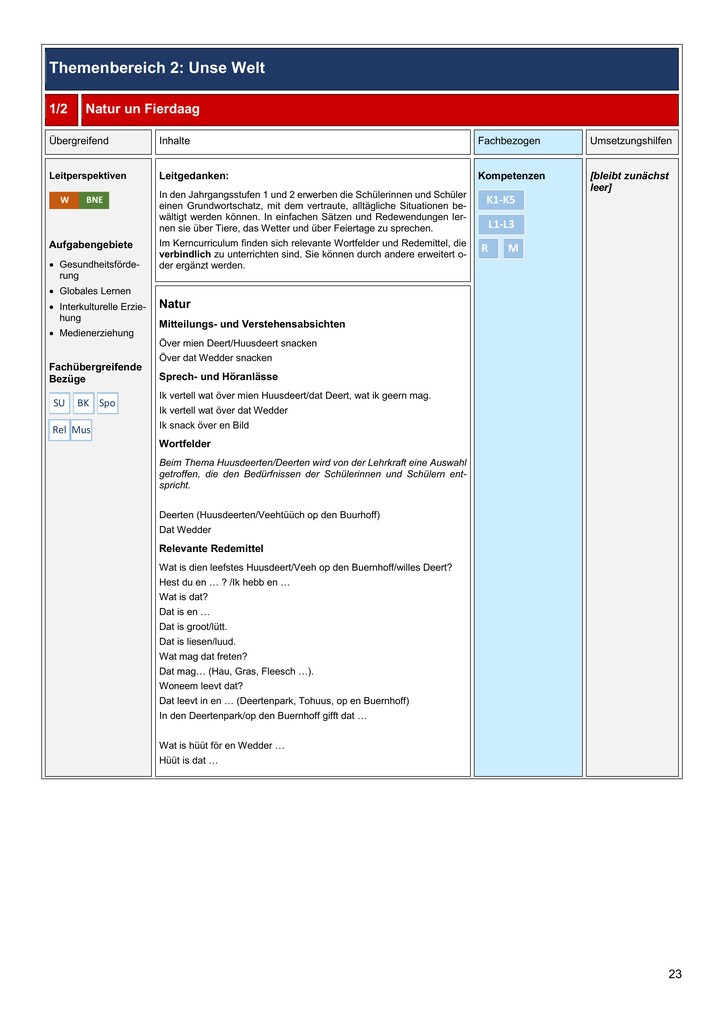 Themenbereich 2: Unse Welt
1/2 Natur un Fierdaag
Übergreifend
Inhalte
Fachbezogen
Umsetzungshilfen
Leitperspektiven
W BNE
Aufgabengebiete
• Gesundheitsförde-
rung
• Globales Lernen
• Interkulturelle Erzie-
hung
• Medienerziehung
Fachübergreifende
Bezüge
SU BK Spo
Rel Mus
Leitgedanken:
In den Jahrgangsstufen 1 und 2 erwerben die Schülerinnen und Schüler
einen Grundwortschatz, mit dem vertraute, alltägliche Situationen be-
wältigt werden können. In einfachen Sätzen und Redewendungen ler-
nen sie über Tiere, das Wetter und über Feiertage zu sprechen.
Im Kerncurriculum finden sich relevante Wortfelder und Redemittel, die
verbindlich zu unterrichten sind. Sie können durch andere erweitert o-
der ergänzt werden.
Natur
Mitteilungs- und Verstehensabsichten
Över mien Deert/Huusdeert snacken
Över dat Wedder snacken
Sprech- und Höranlässe
Ik vertell wat över mien Huusdeert/dat Deert, wat ik geern mag.
Ik vertell wat över dat Wedder
Ik snack över en Bild
Wortfelder
Beim Thema Huusdeerten/Deerten wird von der Lehrkraft eine Auswahl
getroffen, die den Bedürfnissen der Schülerinnen und Schülern ent-
spricht.
Deerten (Huusdeerten/Veehtüüch op den Buurhoff)
Dat Wedder
Relevante Redemittel
Wat is dien leefstes Huusdeert/Veeh op den Buernhoff/willes Deert?
Hest du en … ? /Ik hebb en …
Wat is dat?
Dat is en …
Dat is groot/lütt.
Dat is liesen/luud.
Wat mag dat freten?
Dat mag… (Hau, Gras, Fleesch …).
Woneem leevt dat?
Dat leevt in en … (Deertenpark, Tohuus, op en Buernhoff)
In den Deertenpark/op den Buernhoff gifft dat …
Wat is hüüt för en Wedder …
Hüüt is dat …
Kompetenzen
K1-K5
L1-L3
R M
[bleibt zunächst
leer]
23